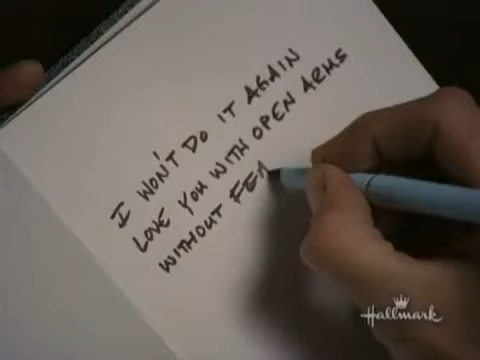 I WON'T DO IT AGAIN
LOVE YOU WITH OPEN ARMS
WITHOUT FEA
Hallmark